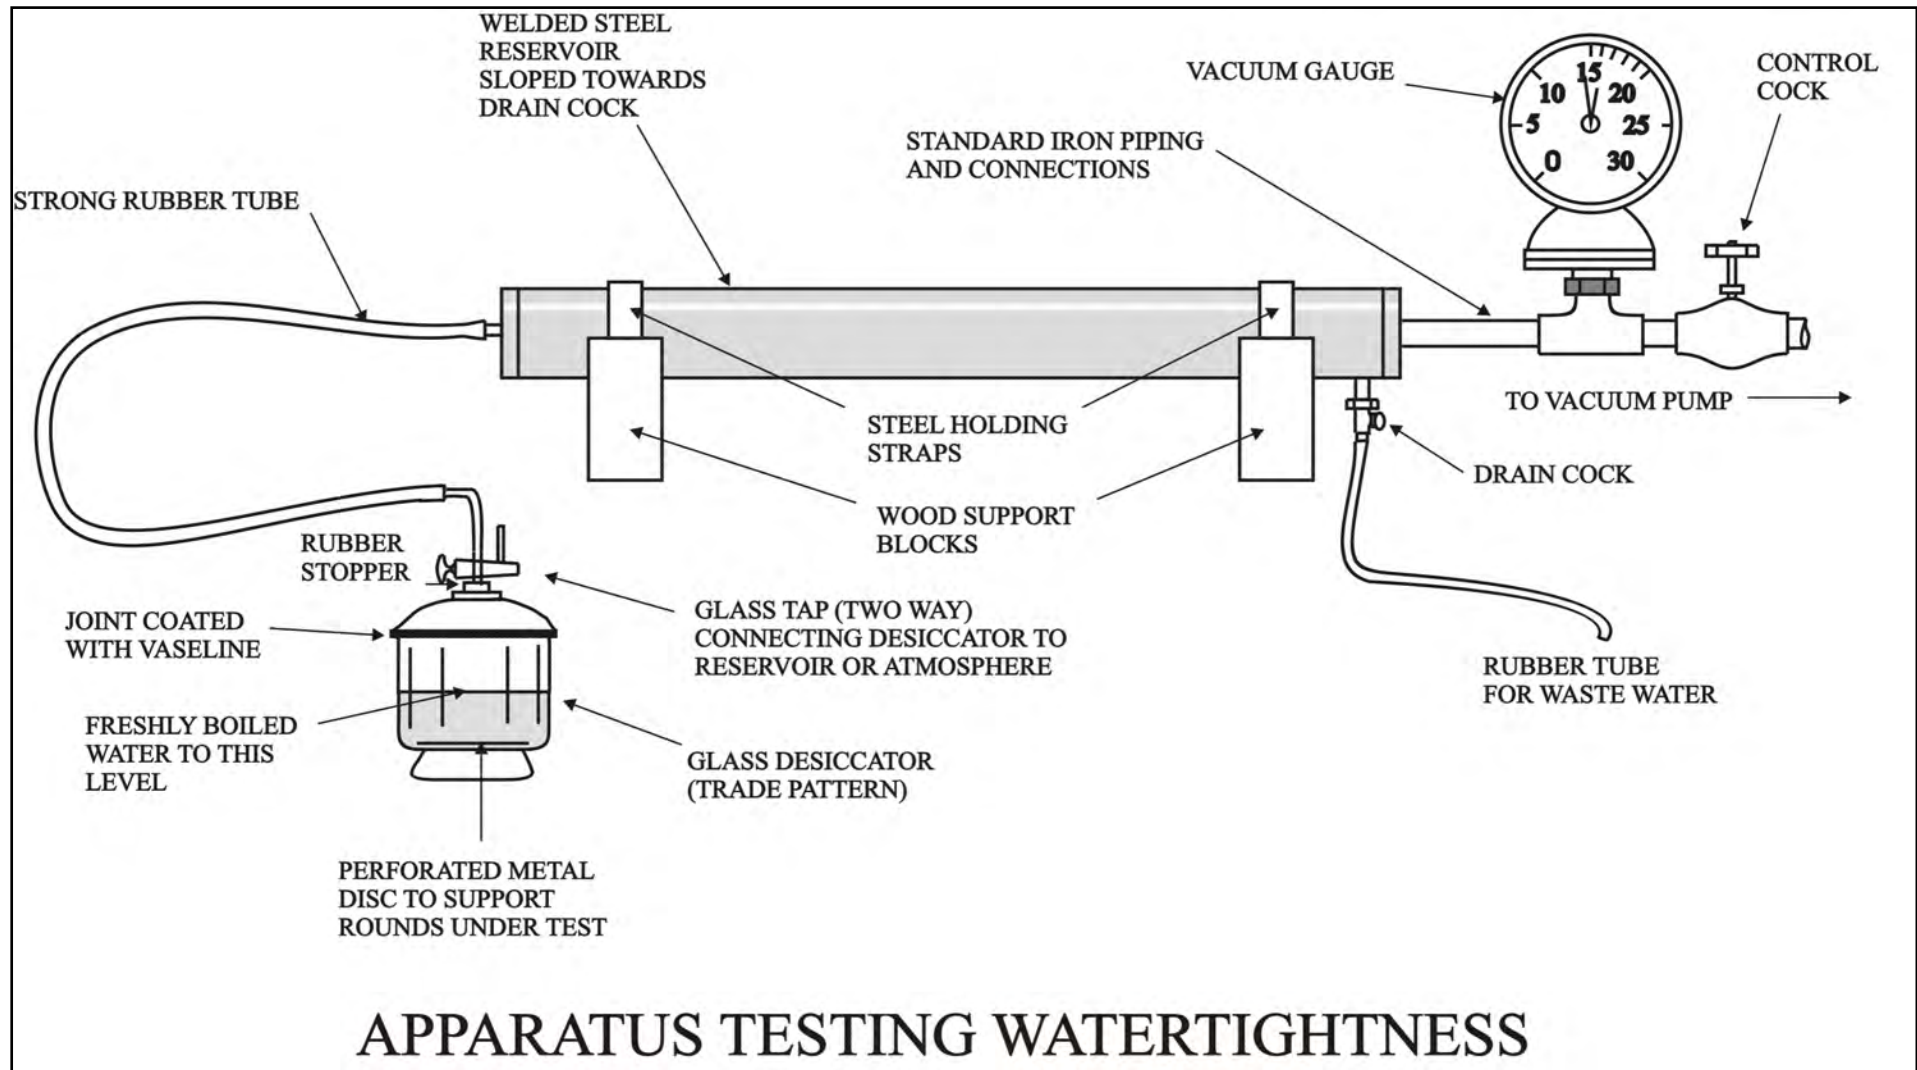 WELDED STEEL
RESERVOIR
SLOPED TOWARDS
DRAIN COCK
VACUUM GAUGE
CONTROL
COCK
15
10
20
5
25
0
30
STANDARD IRON PIPING
AND CONNECTIONS
STRONG RUBBER TUBE
TO VACUUM PUMP
STEEL HOLDING
STRAPS
DRAIN COCK
WOOD SUPPORT
BLOCKS
RUBBER
STOPPER
JOINT COATED
WITH VASELINE
GLASS TAP (TWO WAY)
CONNECTING DESICCATOR TO
RESERVOIR OR ATMOSPHERE
RUBBER TUBE
FOR WASTE WATER
FRESHLY BOILED
WATER TO THIS
LEVEL
GLASS DESICCATOR
(TRADE PATTERN)
PERFORATED METAL
DISC TO SUPPORT
ROUNDS UNDER TEST
APPARATUS TESTING WATERTIGHTNESS